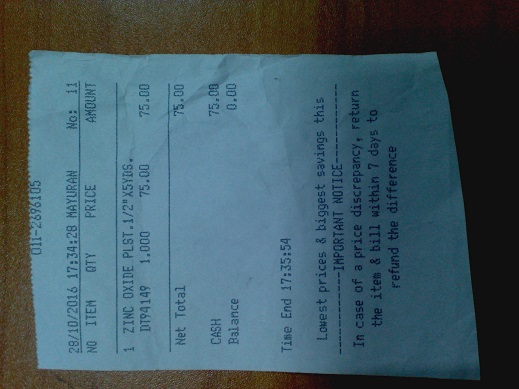 011-2696105
28/10/2016 17:34:28 MAYURAN No: 11
NO ITEM QTY PRICE AMOUNT
1 ZINC OXIDE PLST.1/2"X5YDS.
DT94149 1.000 75.00 75.00
Net Total 75.00
CASH 75.00
Balance 0.00
Time End 17:35:54
Lowest prices & biggest savings this
----------IMPORTANT NOTICE----------
In case of a price discrepancy, return
the item & bill within 7 days to
refund the difference